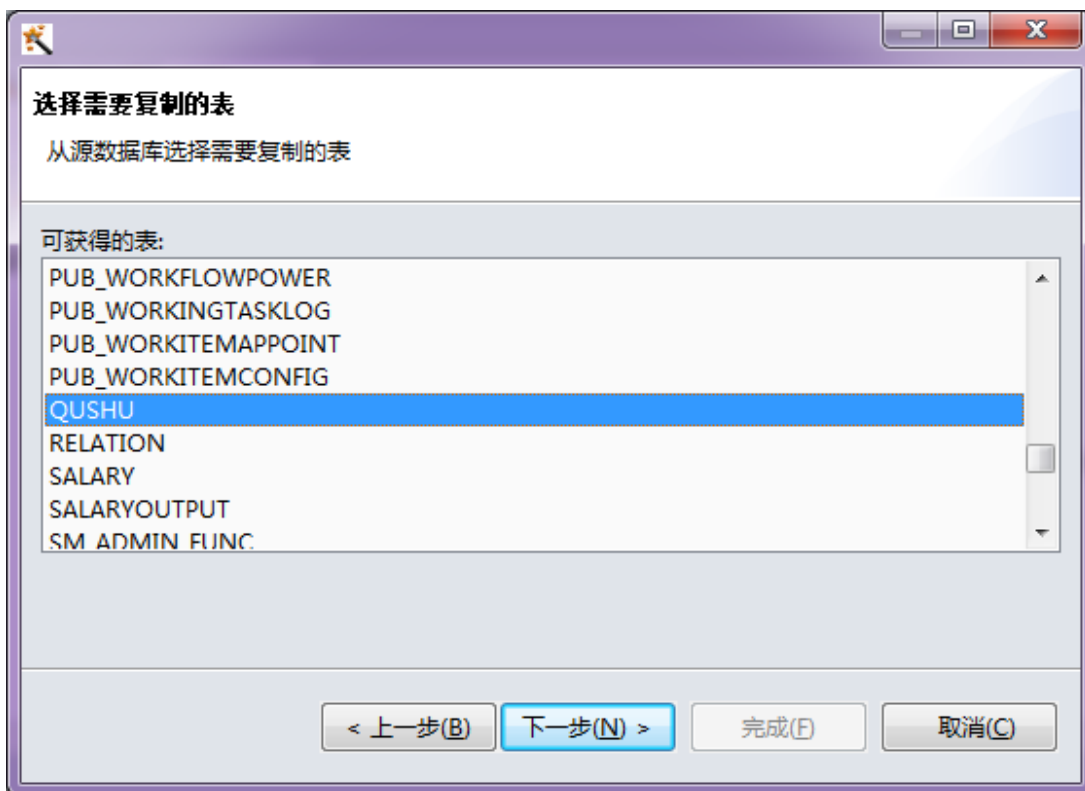 选择需要复制的表
从源数据库选择需要复制的表
可获得的表:
PUB_WORKFLOWPOWER
PUB_WORKINGTASKLOG
PUB_WORKITEMAPPOINT
PUB_WORKITEMCONFIG
QUSHU
RELATION
SALARY
SALARYOUTPUT
SM_ADMIN_FUNC
< 上一步(B) 下一步(N) > 完成(F) 取消(C)